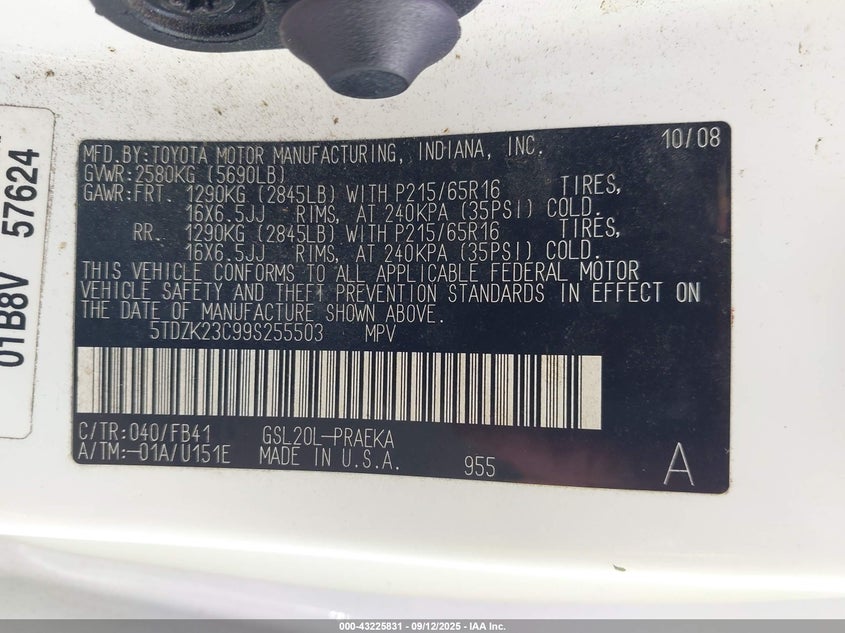 MFD.BY:TOYOTA MOTOR MANUFACTURING, INDIANA, INC. 10/08
GVWR:2580KG (5690LB)
GAWR:FRT. 1290KG (2845LB) WITH P215/65R16 TIRES,
16X6.5JJ RIMS, AT 240KPA (35PSI) COLD.
RR. 1290KG (2845LB) WITH P215/65R16 TIRES,
16X6.5JJ RIMS, AT 240KPA (35PSI) COLD.
THIS VEHICLE CONFORMS TO ALL APPLICABLE FEDERAL MOTOR
VEHICLE SAFETY AND THEFT PREVENTION STANDARDS IN EFFECT ON
THE DATE OF MANUFACTURE SHOWN ABOVE.
5TDZK23C99S255503 MPV
C/TR:040/FB41 GSL20L-PRAEKA
A/TM:-01A/U151E MADE IN U.S.A. 955 A
01B8V 57624
000-43225831 - 09/12/2025 - IAA Inc.